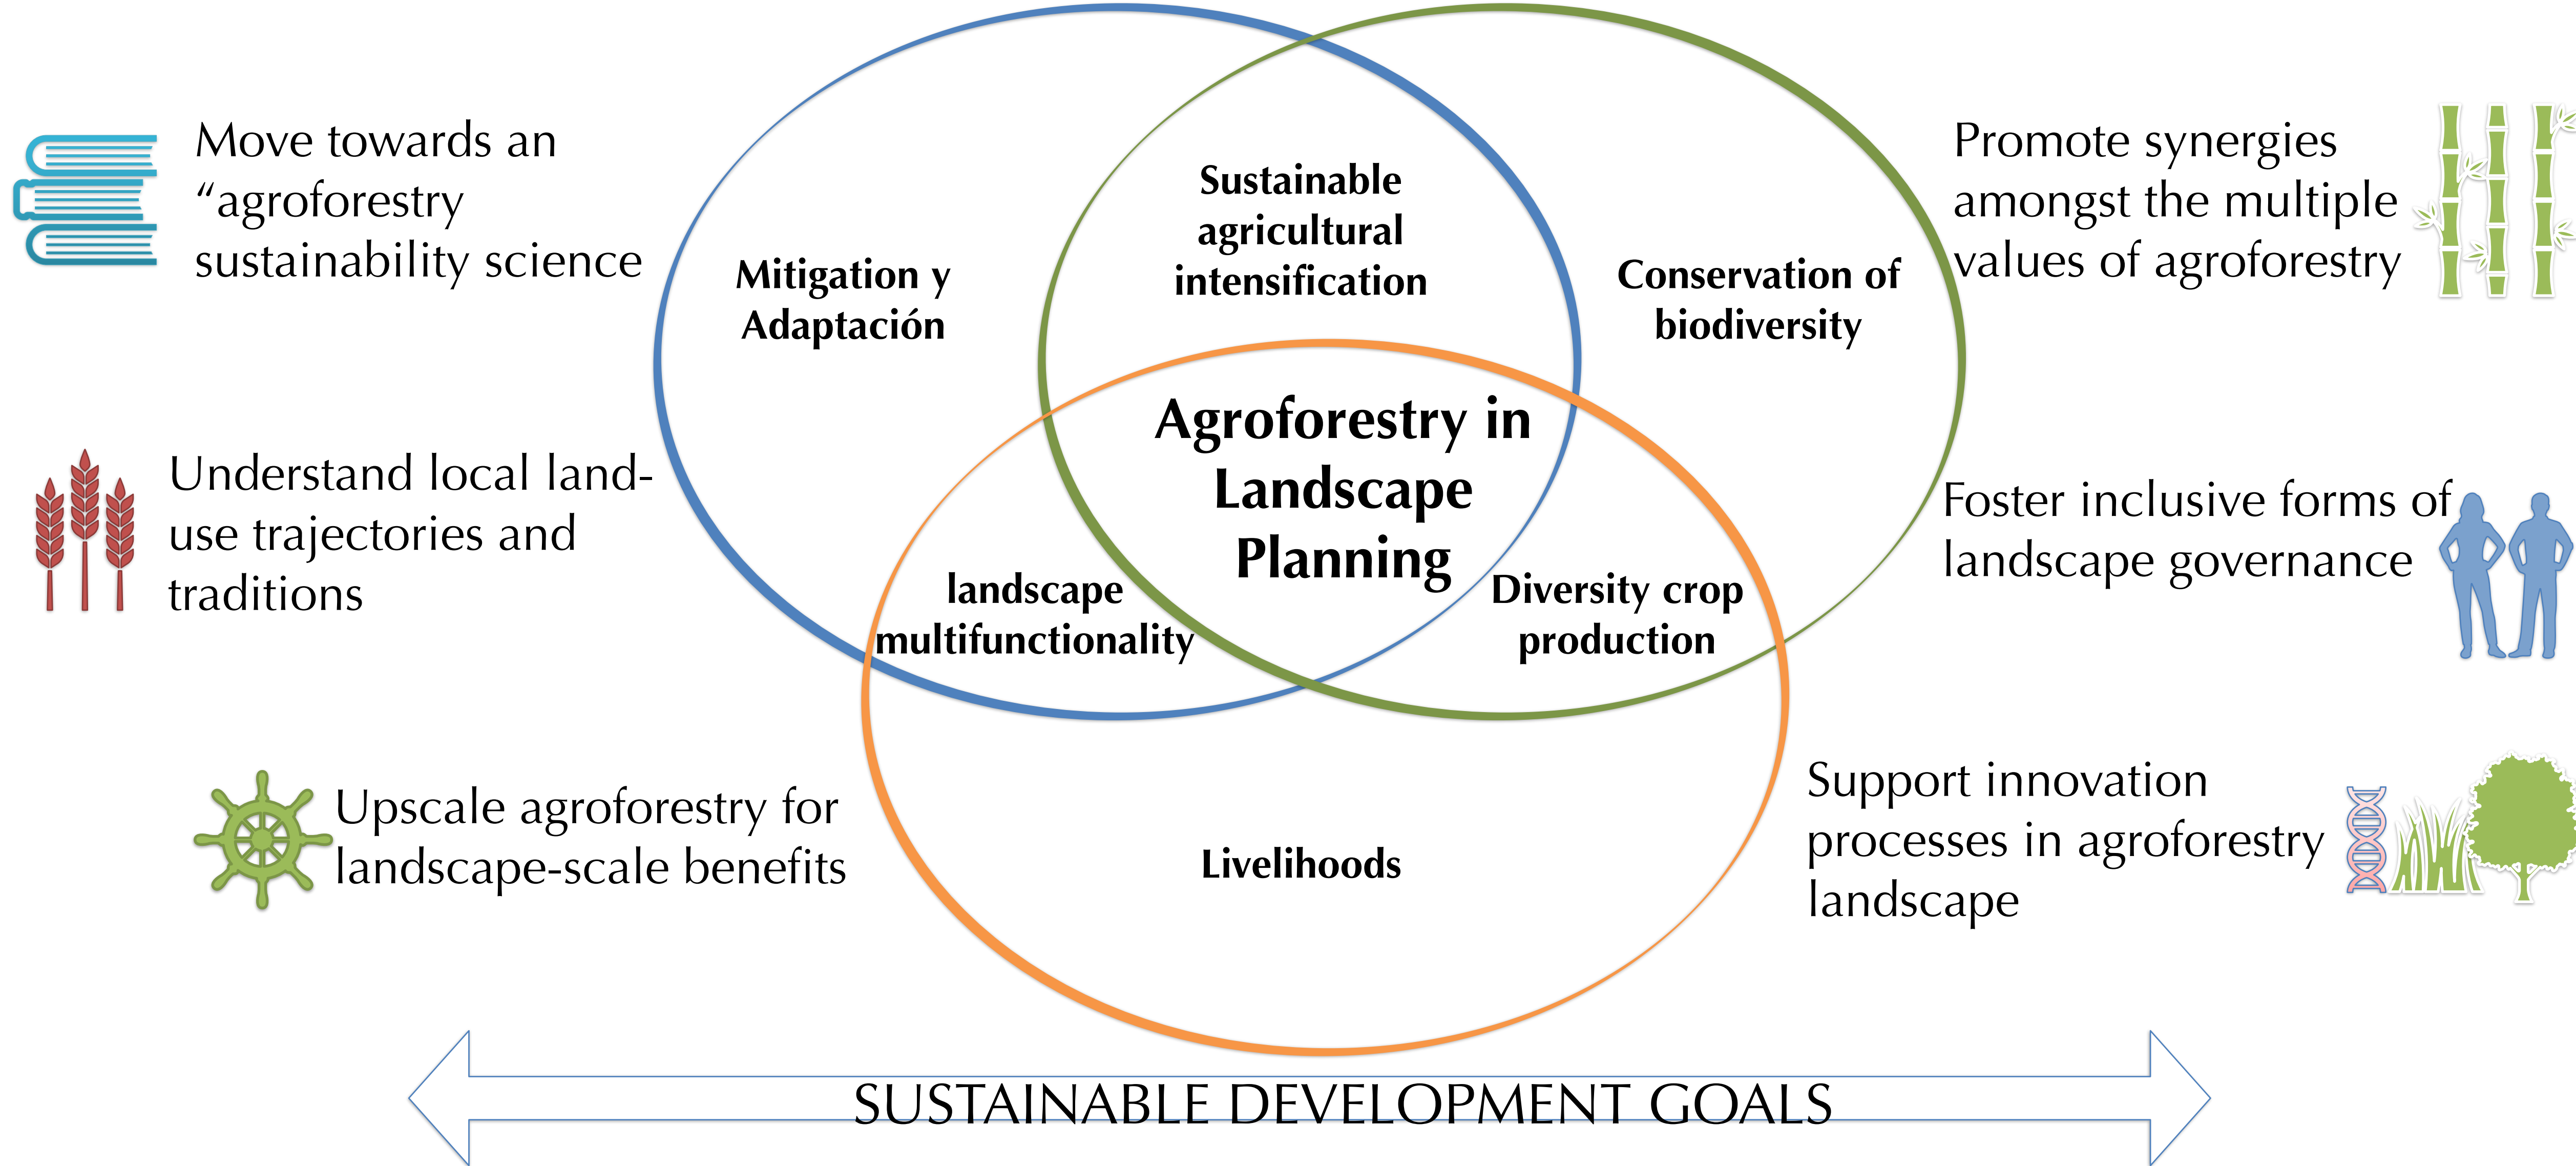 Move towards an
“agroforestry
sustainability science
Understand local land-
use trajectories and
traditions
Upscale agroforestry for
landscape-scale benefits
Mitigation y
Adaptación
Sustainable
agricultural
intensification
Conservation of
biodiversity
Agroforestry in
Landscape
Planning
landscape
multifunctionality
Diversity crop
production
Livelihoods
Promote synergies
amongst the multiple
values of agroforestry
Foster inclusive forms of
landscape governance
Support innovation
processes in agroforestry
landscape
SUSTAINABLE DEVELOPMENT GOALS